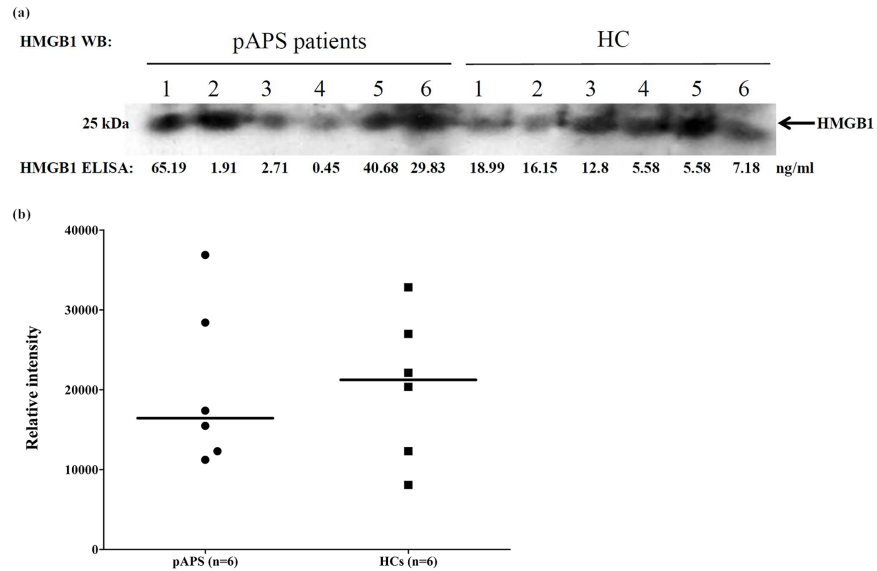 (a)
HMGB1 WB: pAPS patients HC
1 2 3 4 5 6 1 2 3 4 5 6
25 kDa HMGB1
HMGB1 ELISA: 65.19 1.91 2.71 0.45 40.68 29.83 18.99 16.15 12.8 5.58 5.58 7.18 ng/ml
(b)
40000
30000
20000
10000
0
Relative intensity
pAPS (n=6) HCs (n=6)